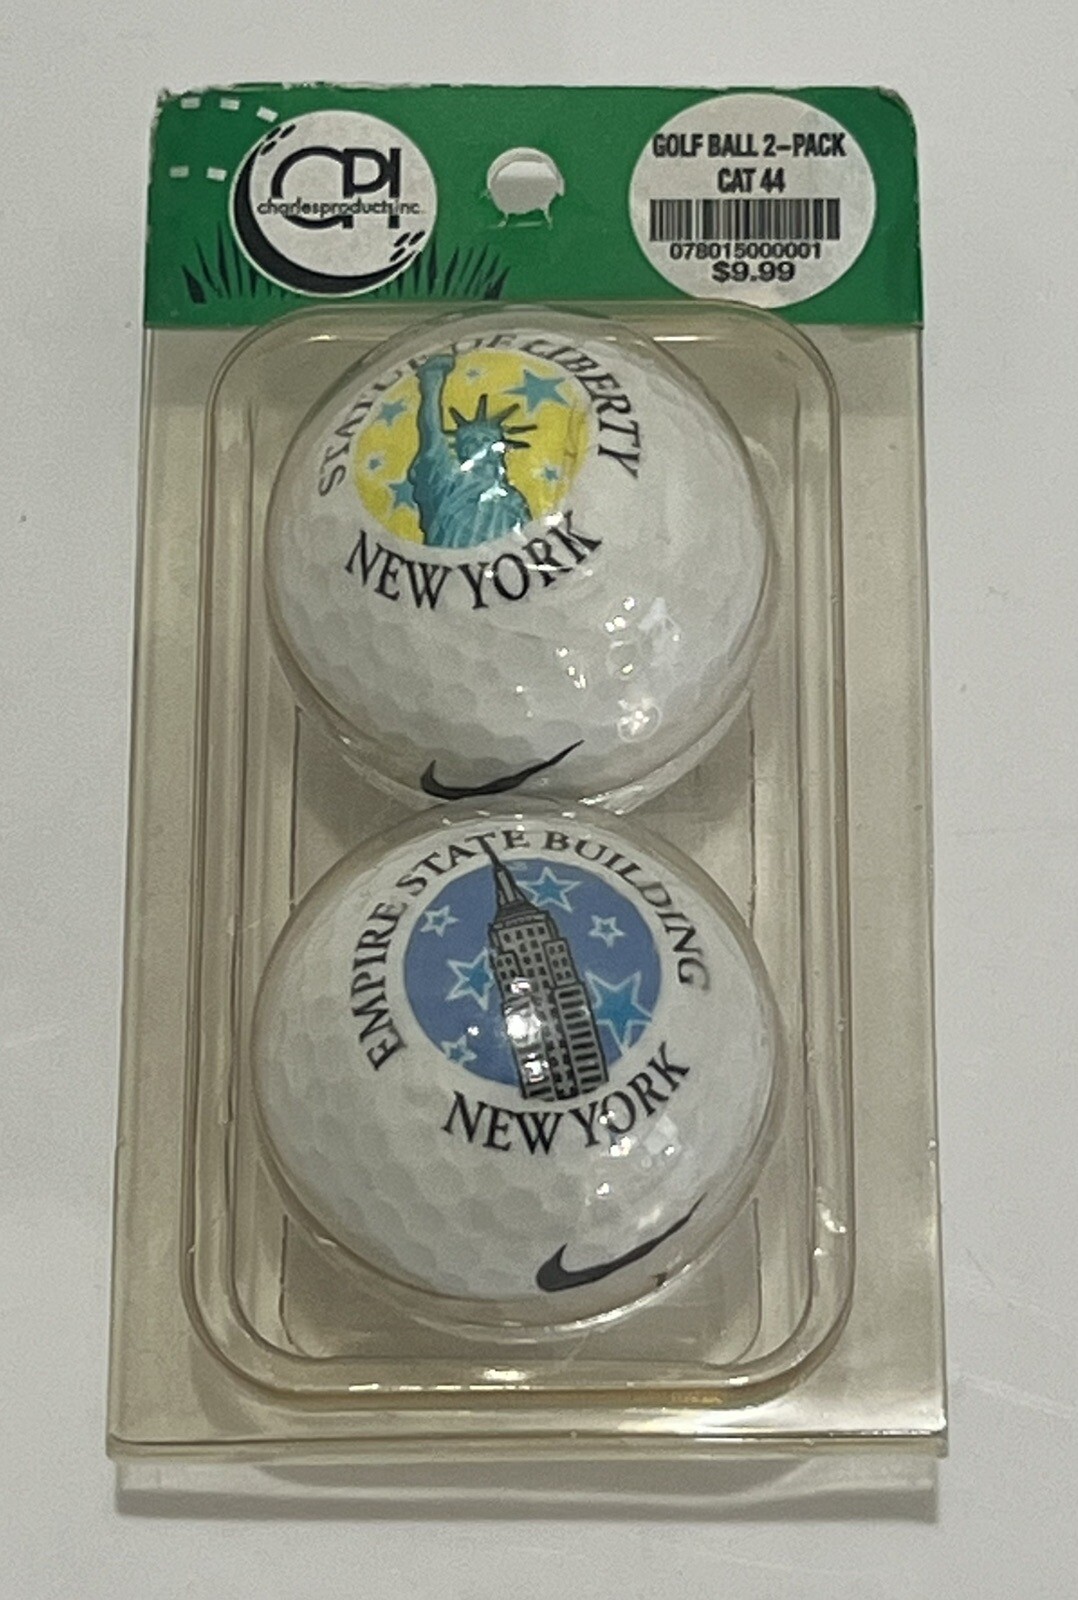 CPI
charlesproducts inc.
GOLF BALL 2-PACK
CAT 44
078015000001
$9.99
STATUE OF LIBERTY
NEW YORK
EMPIRE STATE BUILDING
NEW YORK